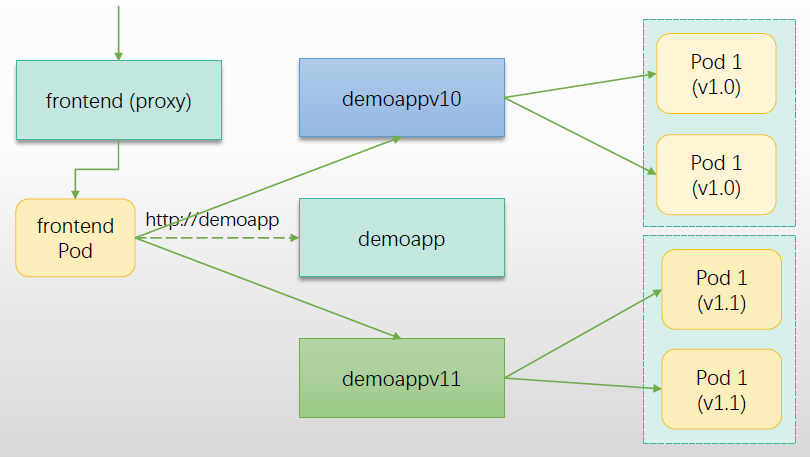 frontend (proxy)
demoappv10
Pod 1
(v1.0)
Pod 1
(v1.0)
frontend
Pod
http://demoapp
demoapp
Pod 1
(v1.1)
demoappv11
Pod 1
(v1.1)